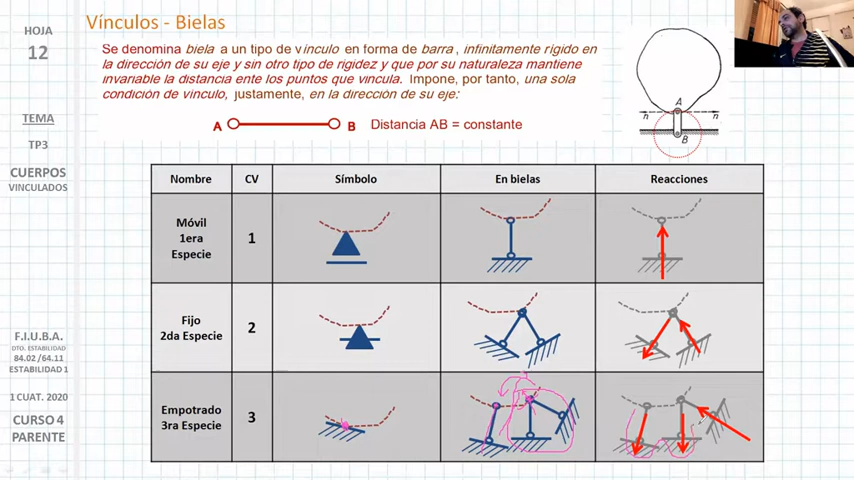 HOJA
12
TEMA
TP3
CUERPOS
VINCULADOS
F.I.U.B.A.
DTO. ESTABILIDAD
84.02 / 64.11
ESTABILIDAD 1
1 CUAT. 2020
CURSO 4
PARENTE
Vínculos - Bielas
Se denomina biela a un tipo de vínculo en forma de barra, infinitamente rígido en
la dirección de su eje y sin otro tipo de rigidez y que por su naturaleza mantiene
invariable la distancia ente los puntos que vincula. Impone, por tanto, una sola
condición de vínculo, justamente, en la dirección de su eje:
A B Distancia AB = constante
A
n n
B
Nombre CV Símbolo En bielas Reacciones
Móvil
1era
Especie
1
Fijo
2da Especie
2
Empotrado
3ra Especie
3